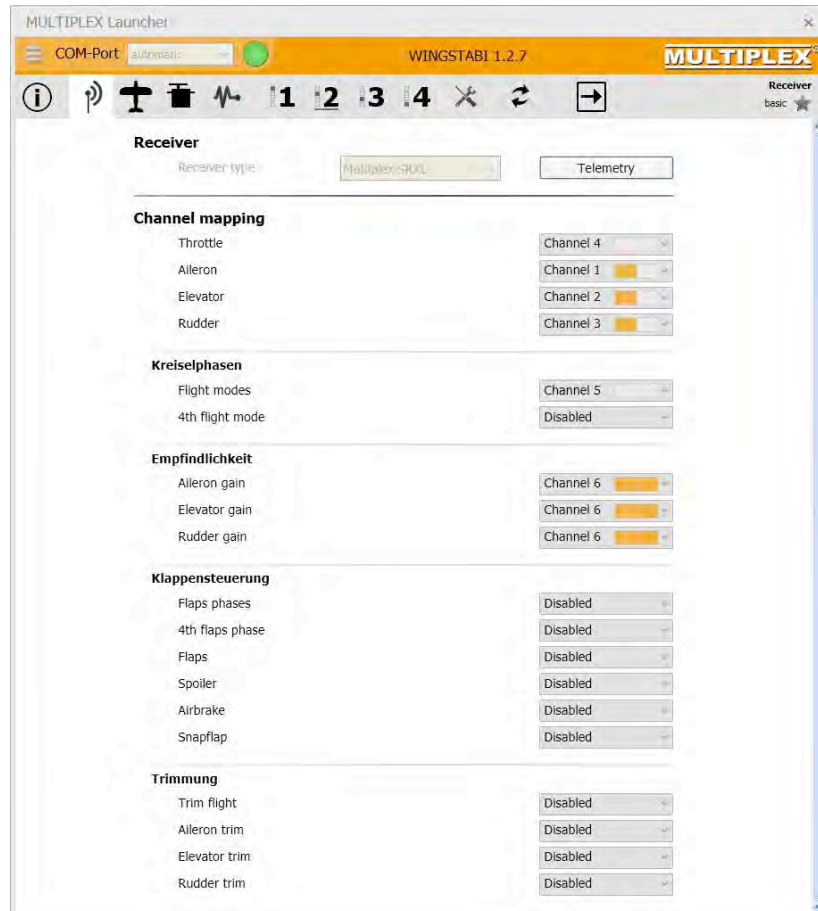 MULTIPLEX Launcher
COM-Port automatic WINGSTABI 1.2.7 MULTIPLEX
1 2 3 4 Receiver
basic
Receiver
Receiver type Multiplex SRXL Telemetry
Channel mapping
Throttle Channel 4
Aileron Channel 1
Elevator Channel 2
Rudder Channel 3
Kreiselphasen
Flight modes Channel 5
4th flight mode Disabled
Empfindlichkeit
Aileron gain Channel 6
Elevator gain Channel 6
Rudder gain Channel 6
Klappensteuerung
Flaps phases Disabled
4th flaps phase Disabled
Flaps Disabled
Spoiler Disabled
Airbrake Disabled
Snapflap Disabled
Trimmung
Trim flight Disabled
Aileron trim Disabled
Elevator trim Disabled
Rudder trim Disabled